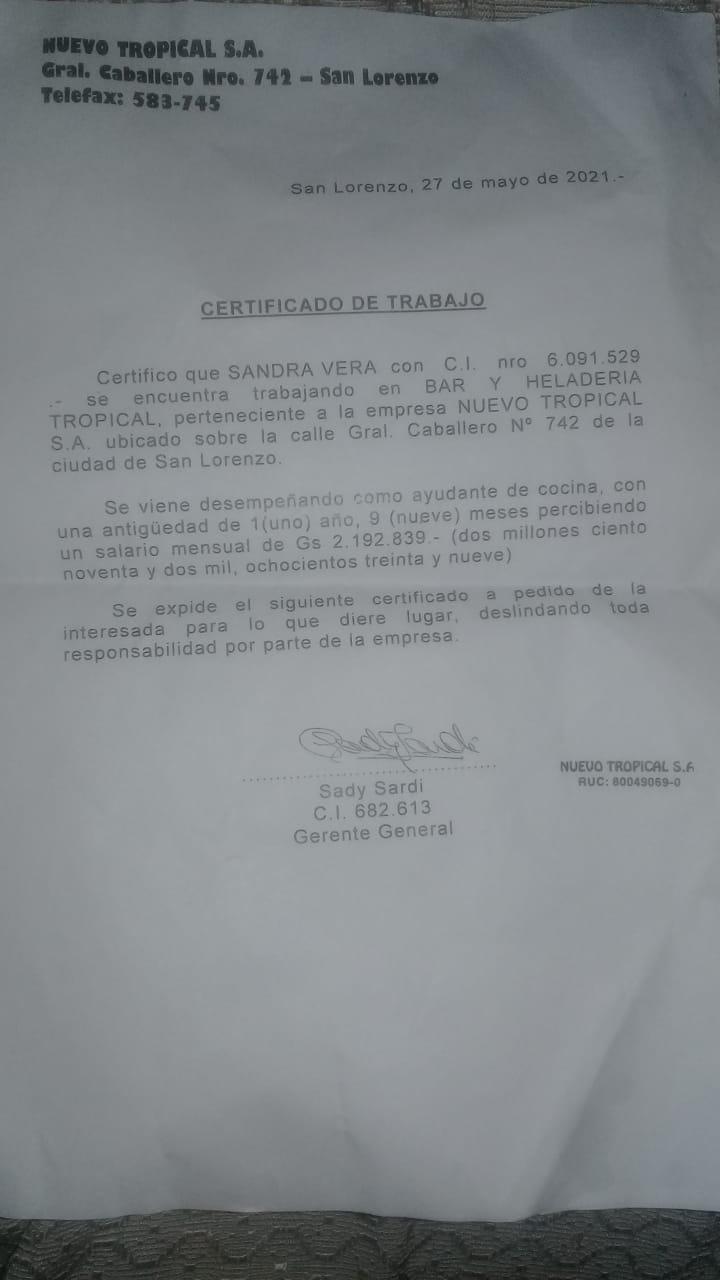 NUEVO TROPICAL S.A.
Gral. Caballero Nro. 742 – San Lorenzo
Telefax: 583-745
San Lorenzo, 27 de mayo de 2021.-
CERTIFICADO DE TRABAJO
Certifico que SANDRA VERA con C.I. nro 6.091.529
.- se encuentra trabajando en BAR Y HELADERIA
TROPICAL, perteneciente a la empresa NUEVO TROPICAL
S.A. ubicado sobre la calle Gral. Caballero Nº 742 de la
ciudad de San Lorenzo.
Se viene desempeñando como ayudante de cocina, con
una antigüedad de 1(uno) año, 9 (nueve) meses percibiendo
un salario mensual de Gs 2.192.839.- (dos millones ciento
noventa y dos mil, ochocientos treinta y nueve)
Se expide el siguiente certificado a pedido de la
interesada para lo que diere lugar, deslindando toda
responsabilidad por parte de la empresa.
Sady Sardi
Sady Sardi
C.I. 682.613
Gerente General
NUEVO TROPICAL S.A
RUC: 80049069-0